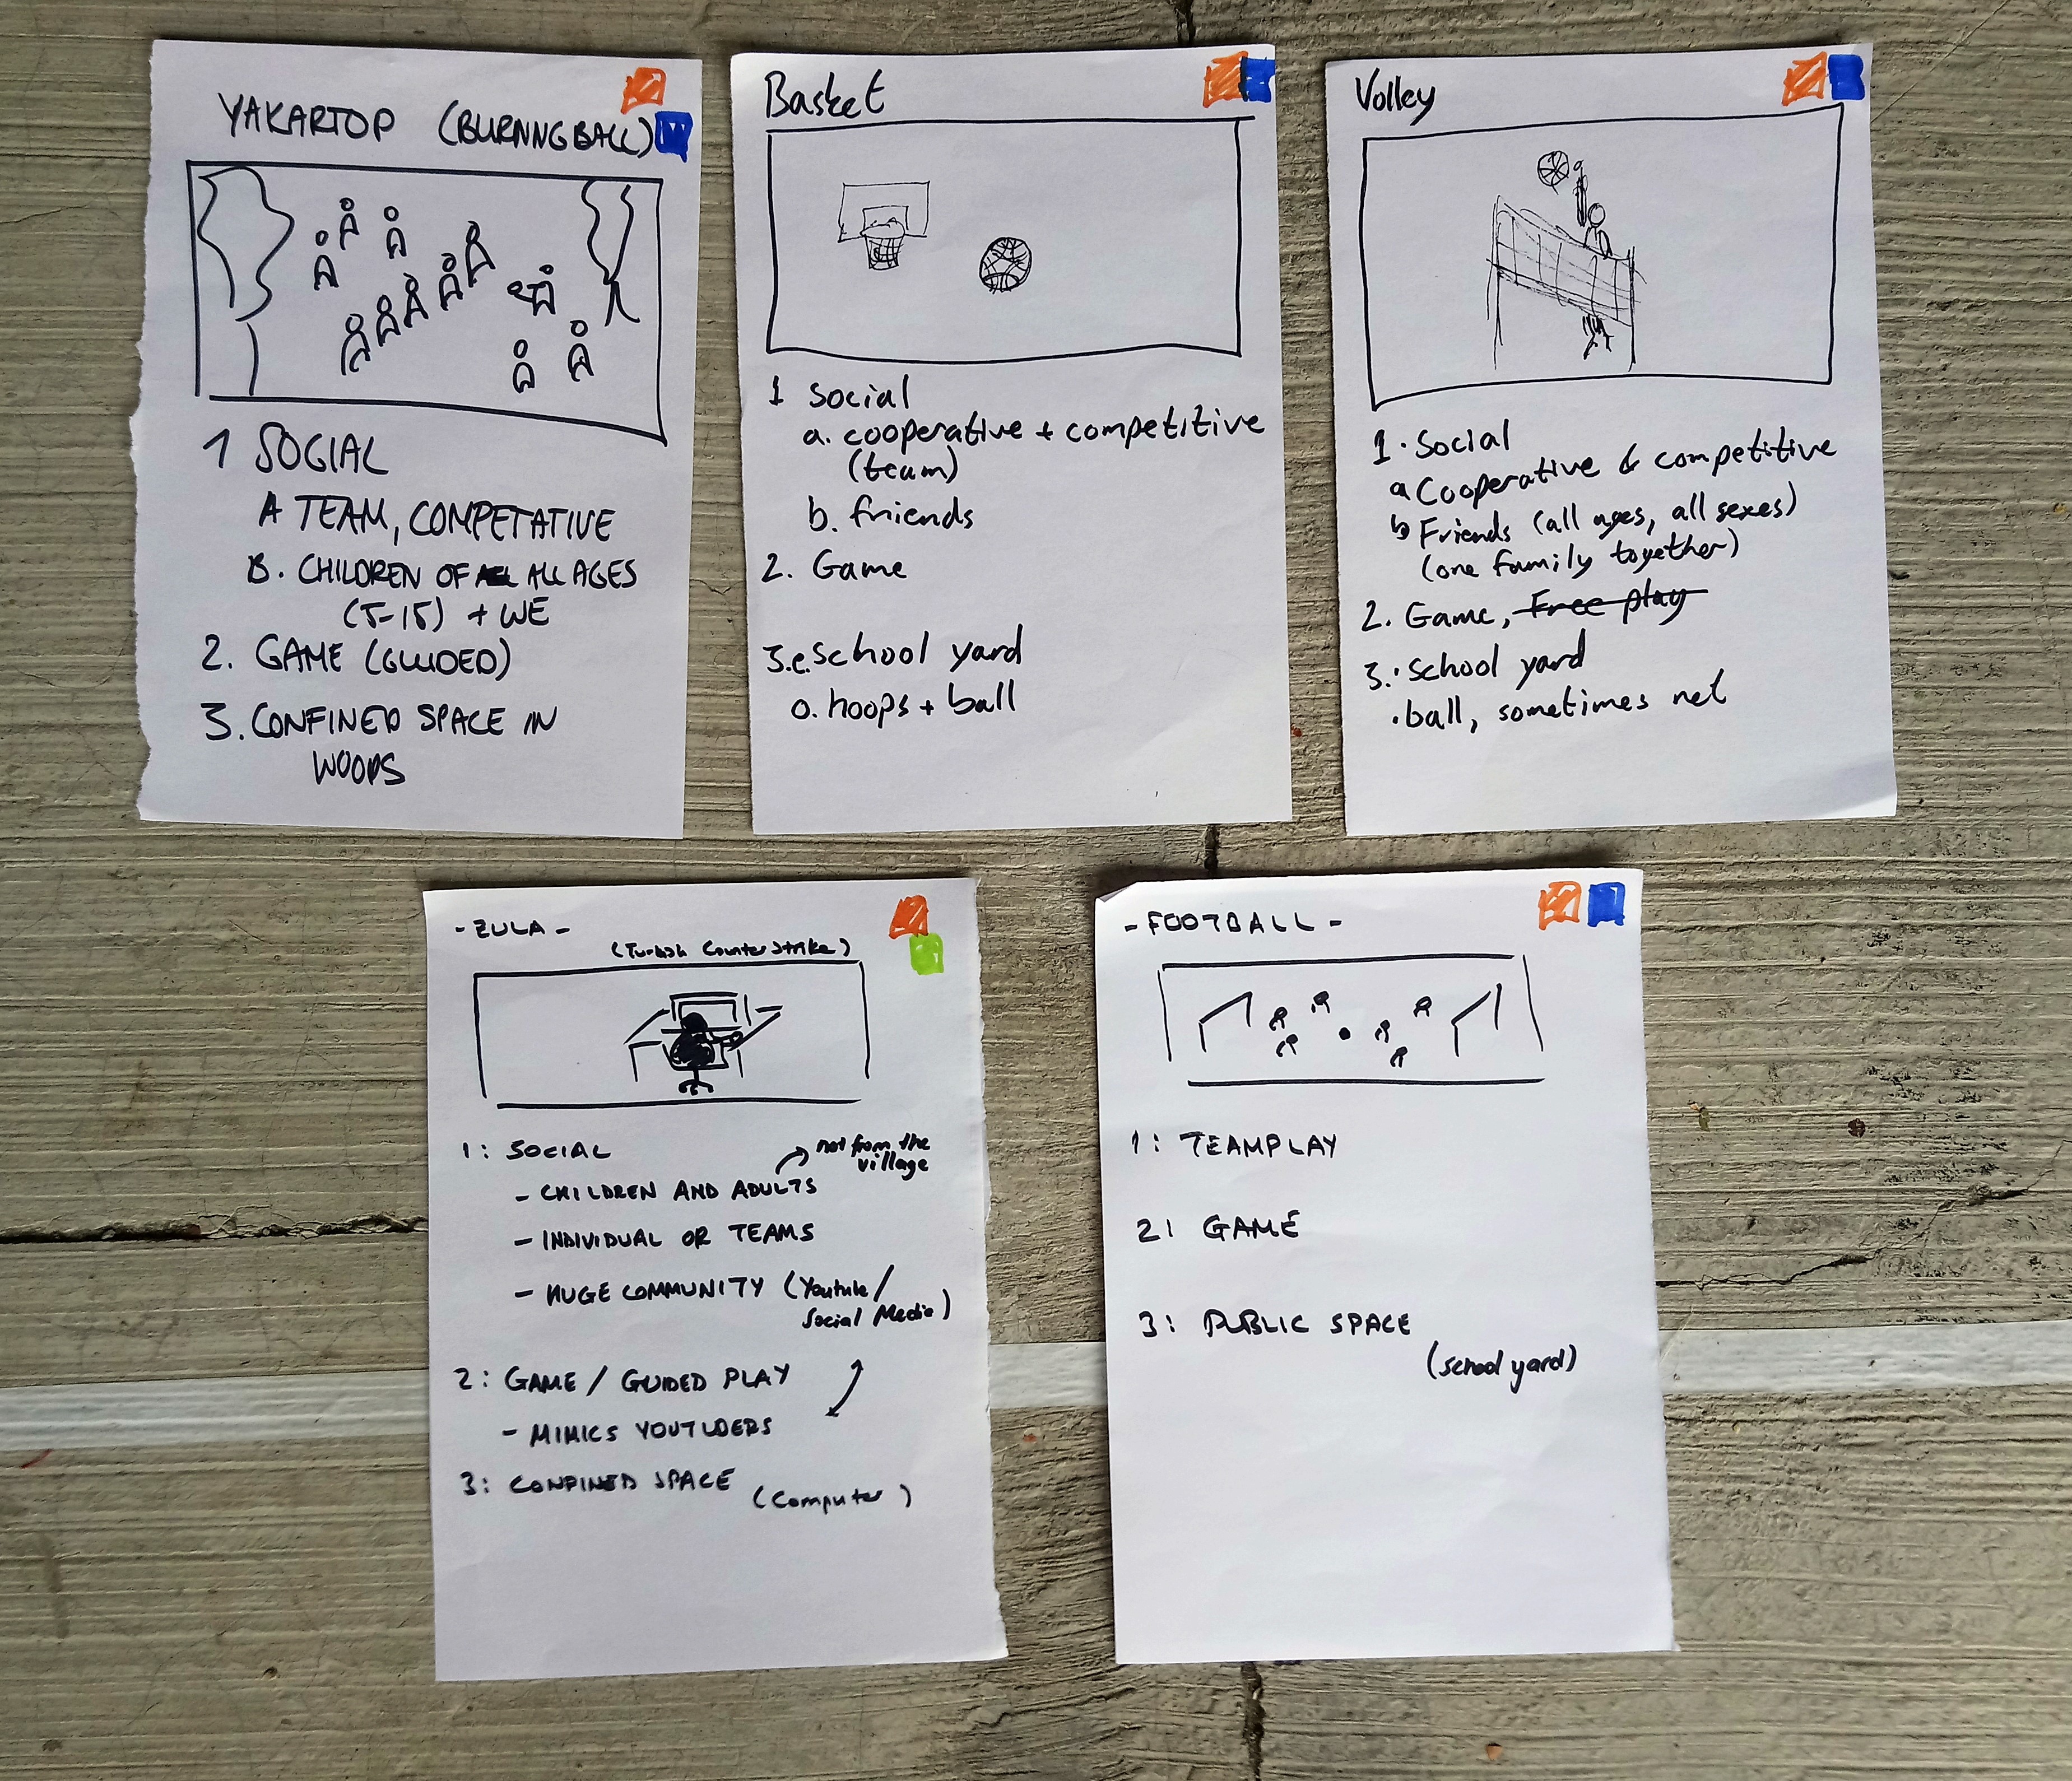 YAKARTOP (BURNNGBALL)
1 SOCIAL
A TEAM, COMPETATIVE
B. CHILDREN OF ALL ALL AGES
(5-15) + WE
2. GAME (GUIDED)
3. CONFINED SPACE IN
WOODS
Basket
1 Social
a. cooperative + competitive
(team)
b. friends
2. Game
3. school yard
o. hoops + ball
Volley
1. Social
a Cooperative & competitive
b Friends (all ages, all sexes)
(one family together)
2. Game, Free play
3. · school yard
· ball, sometimes net
- ZULA -
(Turkish Counterstrike)
1: SOCIAL
not from the
village
- CHILDREN AND ADULTS
- INDIVIDUAL OR TEAMS
- HUGE COMMUNITY (Youtube/
Social Media)
2: GAME / GUIDED PLAY
- MIMICS YOUTUBERS
3: CONFINED SPACE
(Computer)
- FOOTBALL -
1: TEAMPLAY
2: GAME
3: PUBLIC SPACE
(school yard)